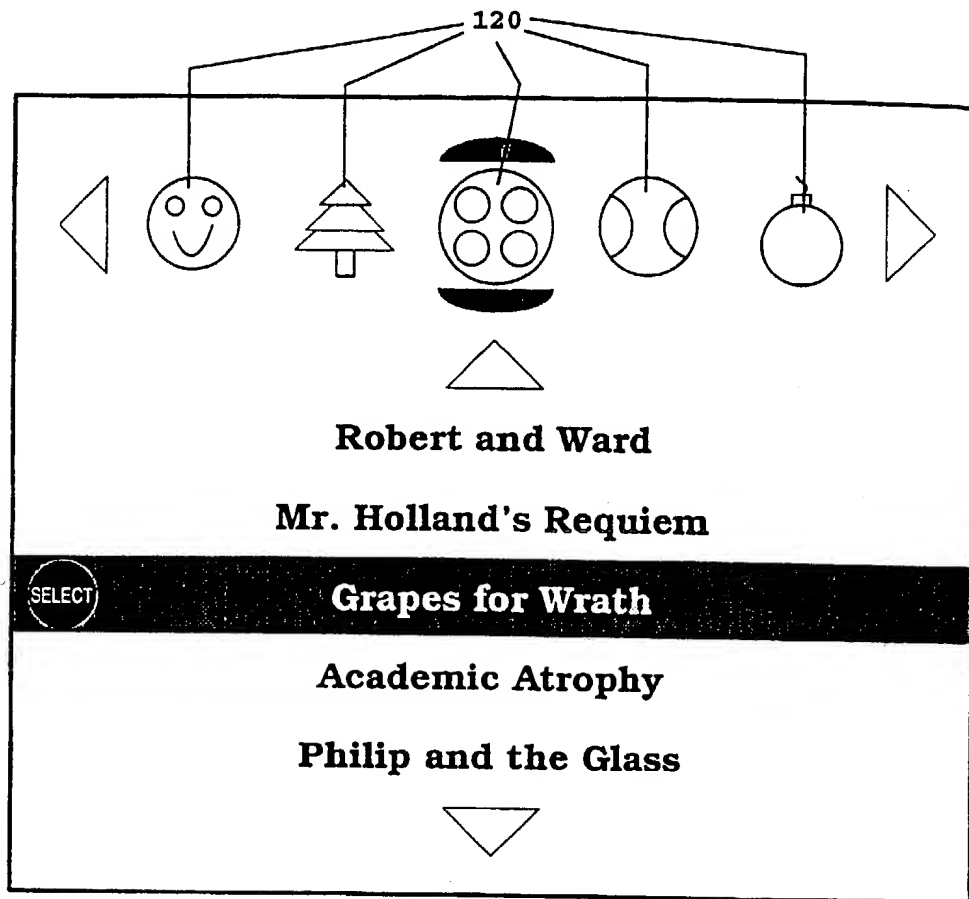 120
Robert and Ward
Mr. Holland's Requiem
SELECT Grapes for Wrath
Academic Atrophy
Philip and the Glass